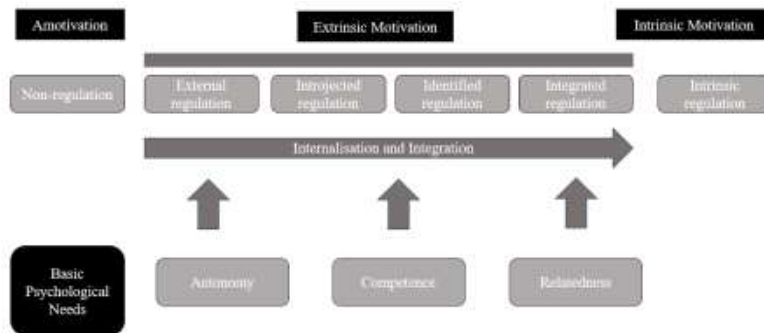 Amotivation
Extrinsic Motivation
Intrinsic Motivation
Non-regulation
External
regulation
Introjected
regulation
Identified
regulation
Integrated
regulation
Intrinsic
regulation
Internalisation and Integration
Basic
Psychological
Needs
Autonomy
Competence
Relatedness